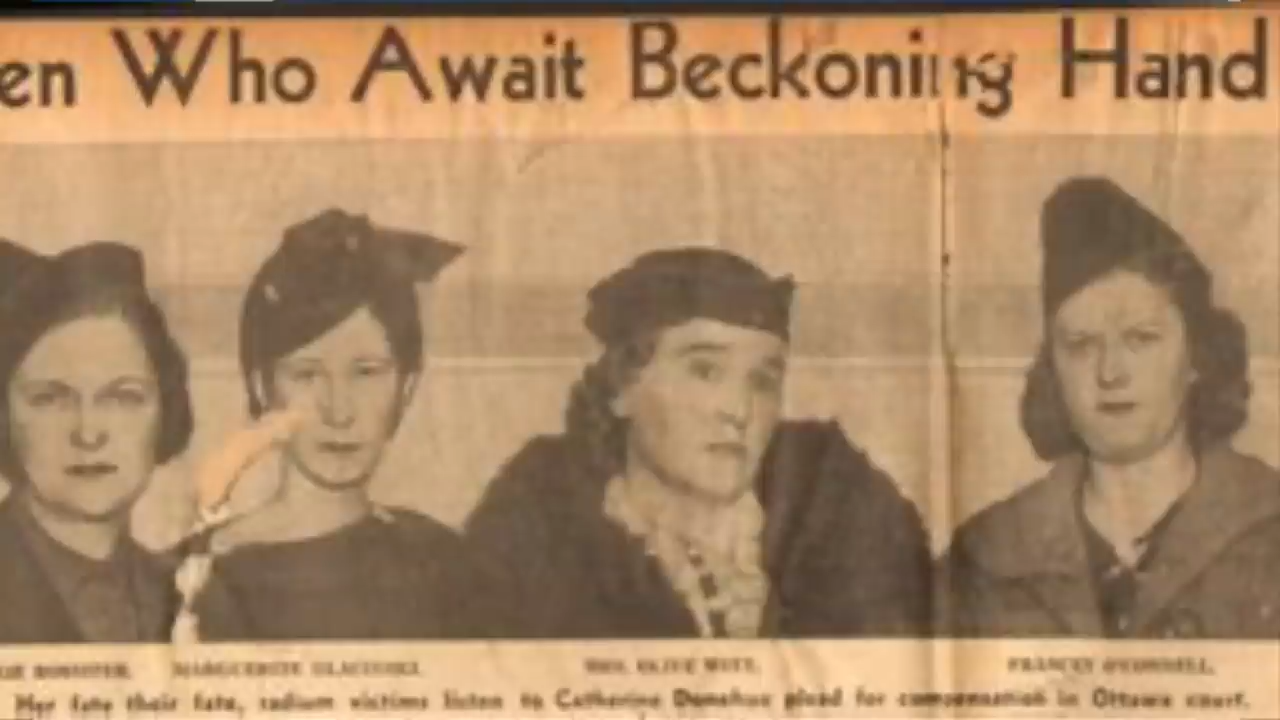 en Who Await Beckoning Hand
MARGUERITE GLACINSKI. MRS. OLIVE WITT. FRANCES O'CONNELL.
Her fate their fate, radium victims listen to Catherine Donohue plead for compensation in Ottawa court.